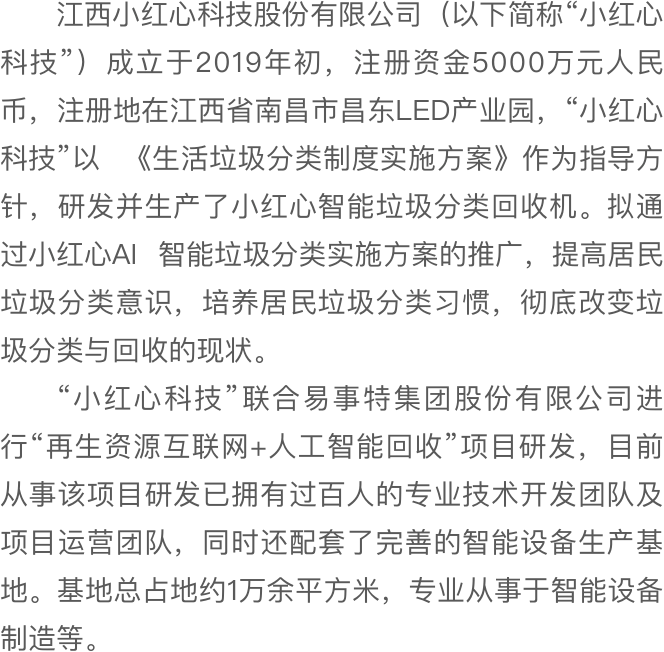 江西小红心科技股份有限公司（以下简称“小红心
科技”）成立于2019年初，注册资金5000万元人民
币，注册地在江西省南昌市昌东LED产业园，“小红心
科技”以 《生活垃圾分类制度实施方案》作为指导方
针，研发并生产了小红心智能垃圾分类回收机。拟通
过小红心AI 智能垃圾分类实施方案的推广，提高居民
垃圾分类意识，培养居民垃圾分类习惯，彻底改变垃
圾分类与回收的现状。
“小红心科技”联合易事特集团股份有限公司进
行“再生资源互联网+人工智能回收”项目研发，目前
从事该项目研发已拥有过百人的专业技术开发团队及
项目运营团队，同时还配套了完善的智能设备生产基
地。基地总占地约1万余平方米，专业从事于智能设备
制造等。